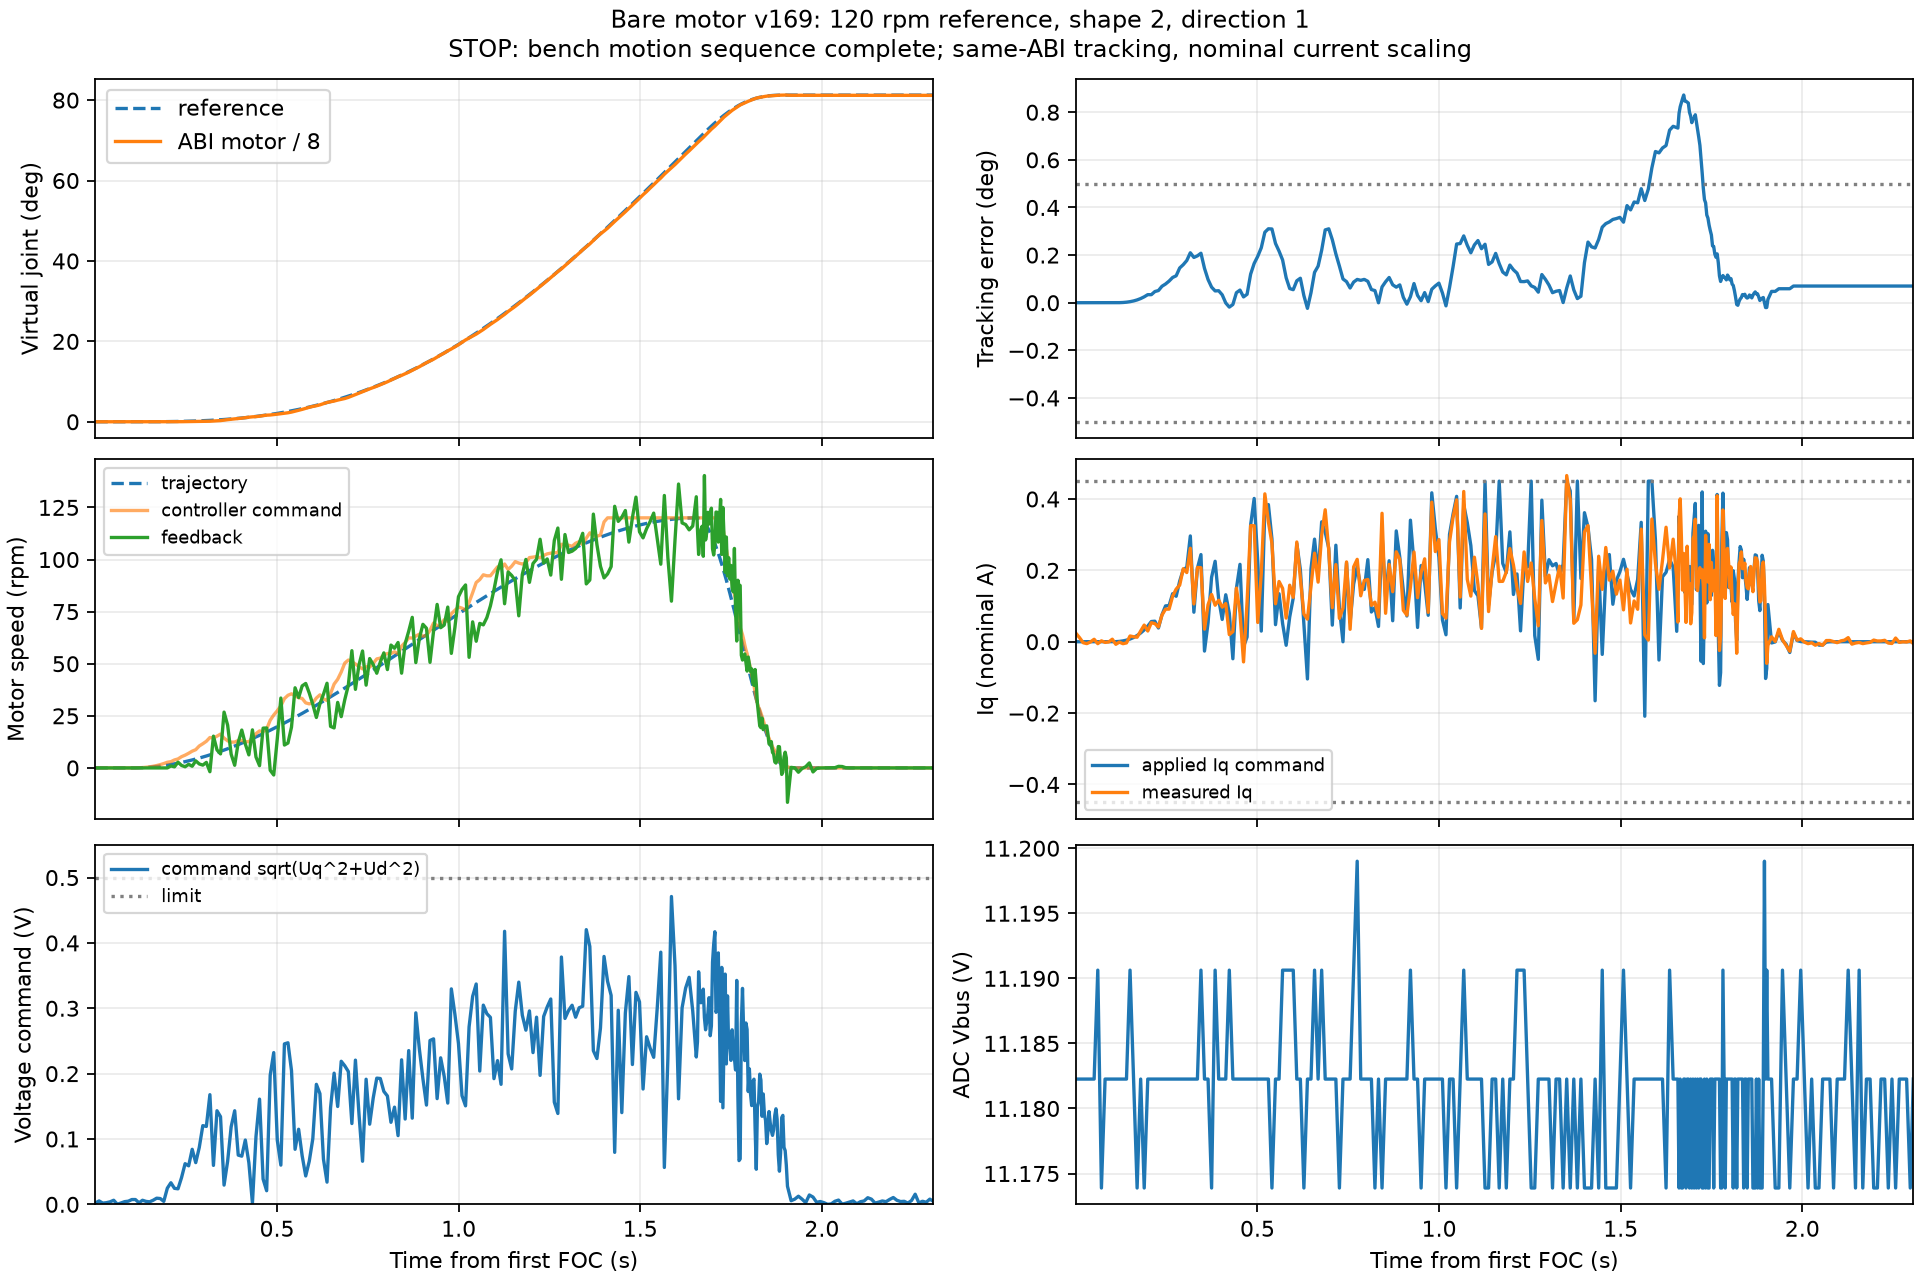 Bare motor v169: 120 rpm reference, shape 2, direction 1
STOP: bench motion sequence complete; same-ABI tracking, nominal current scaling
Virtual joint (deg)
80
60
40
20
0
reference
ABI motor / 8
Tracking error (deg)
0.8
0.6
0.4
0.2
0.0
−0.2
−0.4
Motor speed (rpm)
125
100
75
50
25
0
trajectory
controller command
feedback
Iq (nominal A)
0.4
0.2
0.0
−0.2
−0.4
applied Iq command
measured Iq
Voltage command (V)
0.5
0.4
0.3
0.2
0.1
0.0
command sqrt(Uq^2+Ud^2)
limit
0.5
1.0
1.5
2.0
Time from first FOC (s)
ADC Vbus (V)
11.200
11.195
11.190
11.185
11.180
11.175
0.5
1.0
1.5
2.0
Time from first FOC (s)